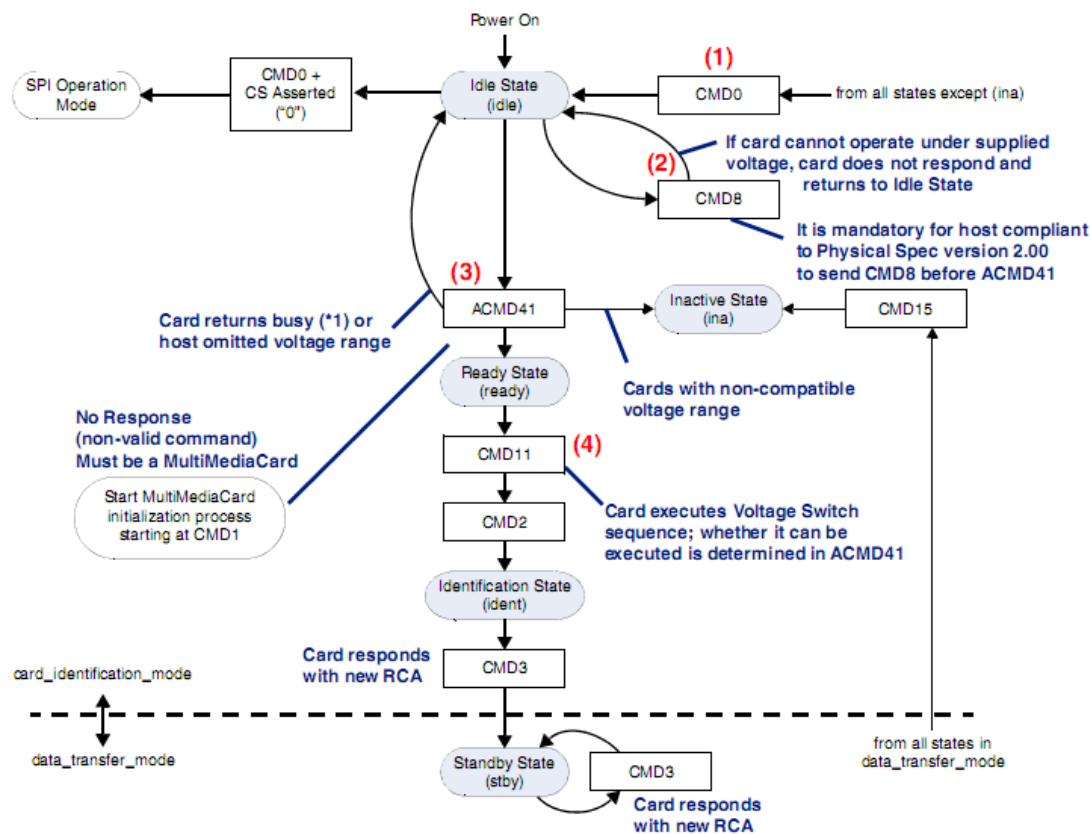 Power On
(1)
SPI Operation
Mode
CMD0 +
CS Asserted
("0")
Idle State
(idle)
CMD0
from all states except (ina)
(2)
If card cannot operate under supplied
voltage, card does not respond and
returns to Idle State
CMD8
It is mandatory for host compliant
to Physical Spec version 2.00
to send CMD8 before ACMD41
(3)
ACMD41
Inactive State
(ina)
CMD15
Card returns busy (*1) or
host omitted voltage range
Ready State
(ready)
Cards with non-compatible
voltage range
No Response
(non-valid command)
Must be a MultiMediaCard
CMD11
(4)
Start MultiMediaCard
initialization process
starting at CMD1
CMD2
Card executes Voltage Switch
sequence; whether it can be
executed is determined in ACMD41
Identification State
(ident)
Card responds
with new RCA
CMD3
card_identification_mode
data_transfer_mode
from all states in
data_transfer_mode
Standby State
(stby)
CMD3
Card responds
with new RCA